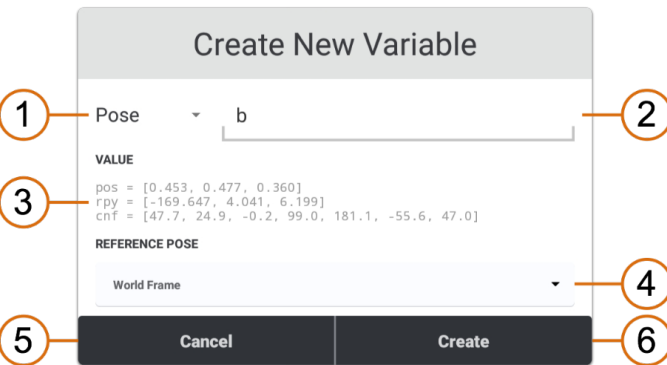 Create New Variable
1 Pose b 2
VALUE
pos = [0.453, 0.477, 0.360]
3 rpy = [-169.647, 4.041, 6.199]
cnf = [47.7, 24.9, -0.2, 99.0, 181.1, -55.6, 47.0]
REFERENCE POSE
World Frame 4
5 Cancel Create 6